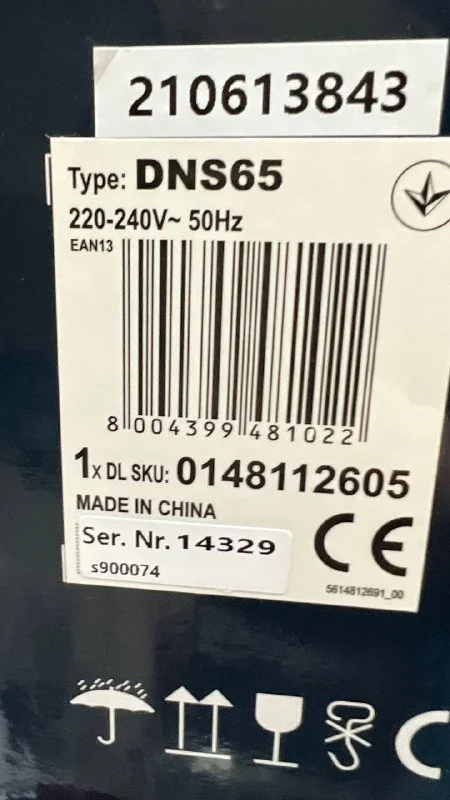 210613843
Type: DNS65
220-240V~ 50Hz
EAN13
8 004399 481022
1x DL SKU: 0148112605
MADE IN CHINA
Ser. Nr. 14329
s900074
CE
5614812691_00